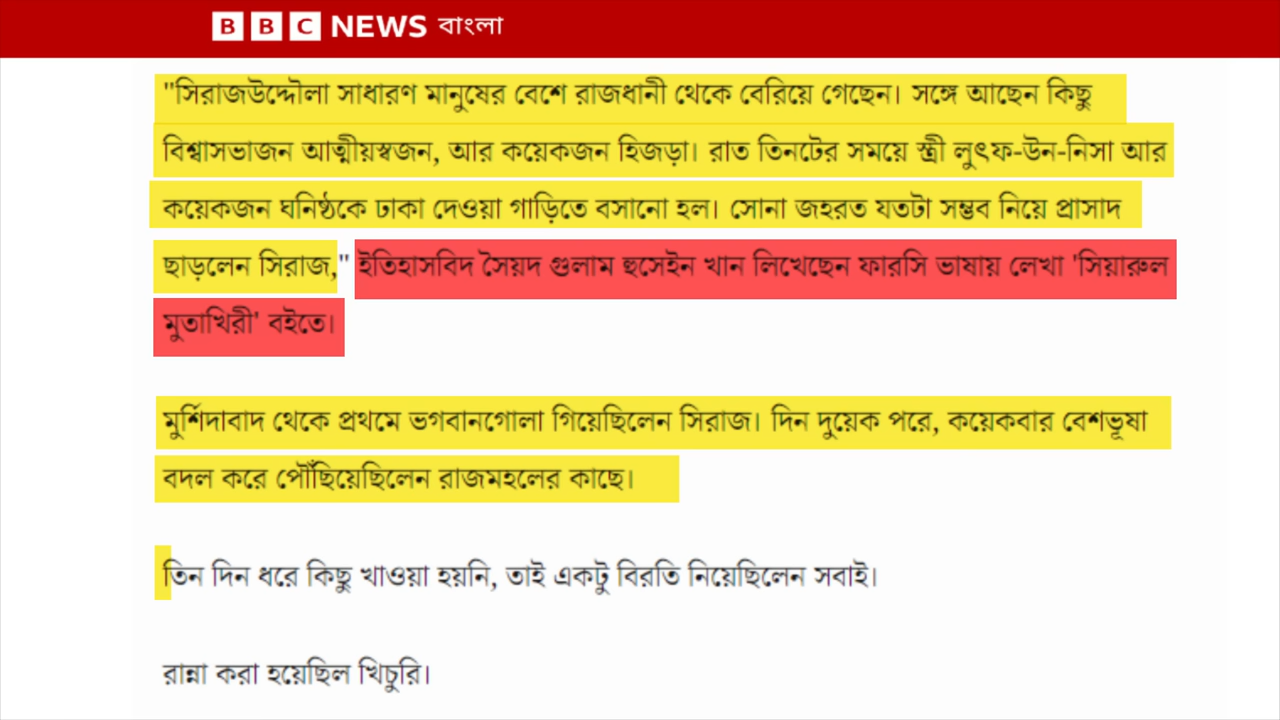 BBC NEWS বাংলা
"সিরাজউদ্দৌলা সাধারণ মানুষের বেশে রাজধানী থেকে বেরিয়ে গেছেন। সঙ্গে আছেন কিছু
বিশ্বাসভাজন আত্মীয়স্বজন, আর কয়েকজন হিজড়া। রাত তিনটের সময়ে স্ত্রী লুৎফ-উন-নিসা আর
কয়েকজন ঘনিষ্ঠকে ঢাকা দেওয়া গাড়িতে বসানো হল। সোনা জহরত যতটা সম্ভব নিয়ে প্রাসাদ
ছাড়লেন সিরাজ," ইতিহাসবিদ সৈয়দ গুলাম হুসেইন খান লিখেছেন ফারসি ভাষায় লেখা 'সিয়ারুল
মুতাখিরী' বইতে।
মুর্শিদাবাদ থেকে প্রথমে ভগবানগোলা গিয়েছিলেন সিরাজ। দিন দুয়েক পরে, কয়েকবার বেশভূষা
বদল করে পৌঁছিয়েছিলেন রাজমহলের কাছে।
তিন দিন ধরে কিছু খাওয়া হয়নি, তাই একটু বিরতি নিয়েছিলেন সবাই।
রান্না করা হয়েছিল খিচুরি।